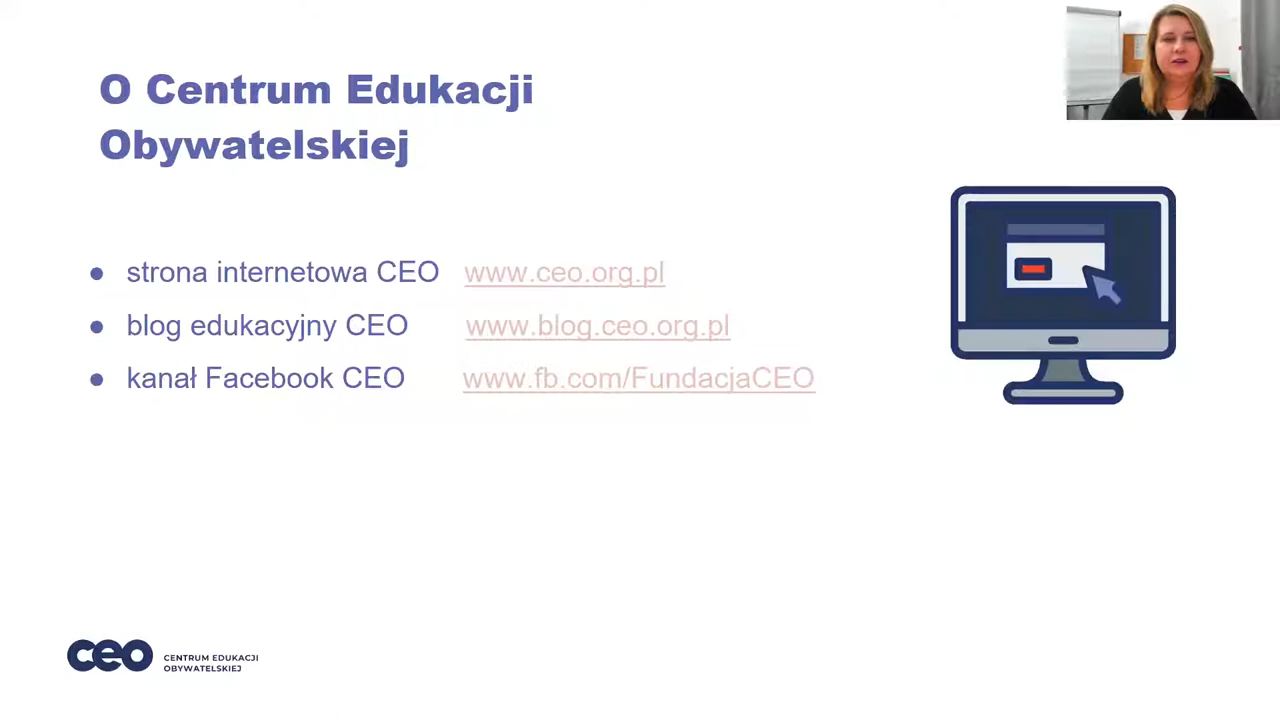 O Centrum Edukacji
Obywatelskiej
● strona internetowa CEO www.ceo.org.pl
● blog edukacyjny CEO www.blog.ceo.org.pl
● kanał Facebook CEO www.fb.com/FundacjaCEO
ceo CENTRUM EDUKACJI
OBYWATELSKIEJ